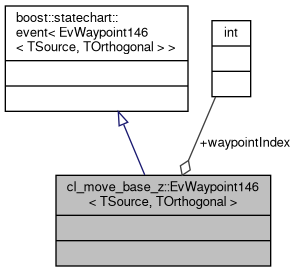 boost::statechart::
event< EvWaypoint146
< TSource, TOrthogonal > >
int
+waypointIndex
cl_move_base_z::EvWaypoint146
< TSource, TOrthogonal >